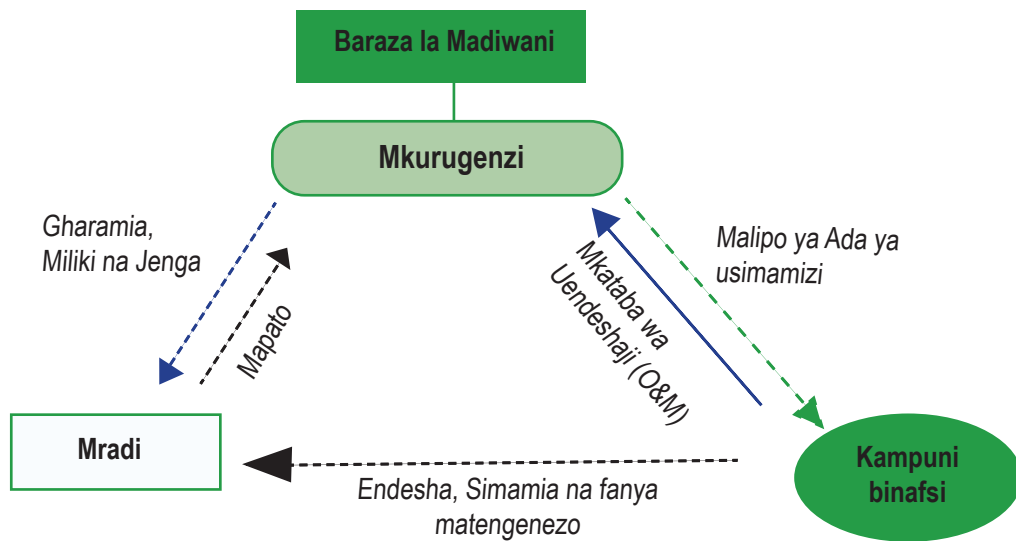 Baraza la Madiwani
Mkurugenzi
Gharamia,
Miliki na Jenga
Mapato
Mkataba wa
Uendeshaji (O&M)
Malipo ya Ada ya
usimamizi
Mradi
Kampuni
binafsi
Endesha, Simamia na fanya
matengenezo